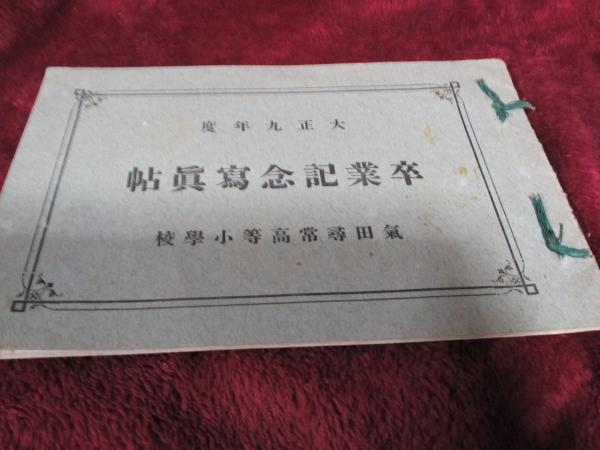 大正九年度
卒業記念寫眞帖
氣田尋常高等小學校